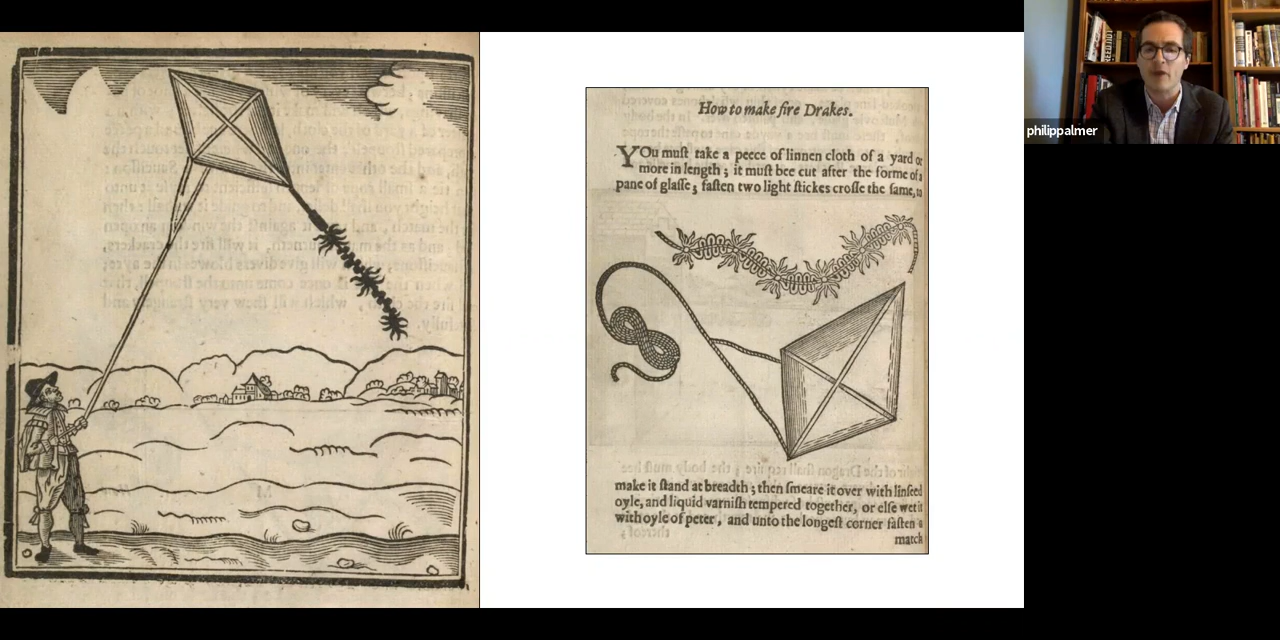 How to make fire Drakes.
YOu muſt take a peece of linnen cloth of a yard or
more in length ; it muſt bee cut after the forme of a
pane of glaſſe ; faſten two light ſtickes croſſe the ſame, to
make it ſtand at breadth ; then ſmeare it over with linſeed
oyle, and liquid varniſh tempered together, or elſe wet it
with oyle of peter , and unto the longeſt corner faſten a
match
philippalmer